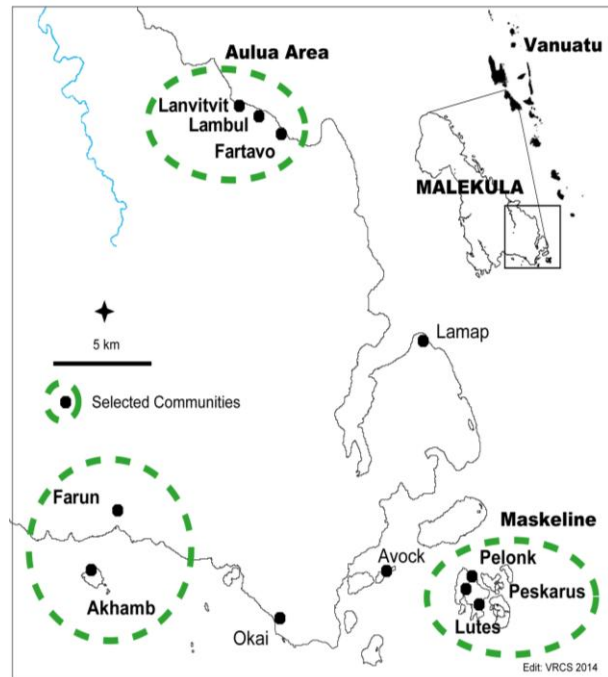 Aulua Area
Vanuatu
Lanvitvit
Lambul
Fartavo
MALEKULA
Lamap
5 km
Selected Communities
Farun
Maskeline
Avock
Pelonk
Peskarus
Akhamb
Lutes
Okai
Edit: VRCS 2014